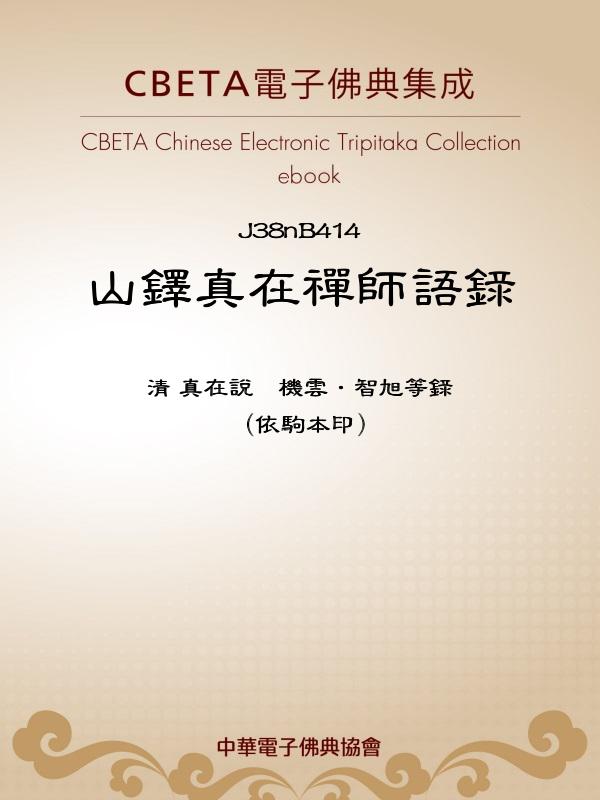 CBETA電子佛典集成
CBETA Chinese Electronic Tripitaka Collection
ebook
J38nB414
山鐸真在禪師語錄
清 真在說　機雲．智旭等錄
(依駒本印)
中華電子佛典協會